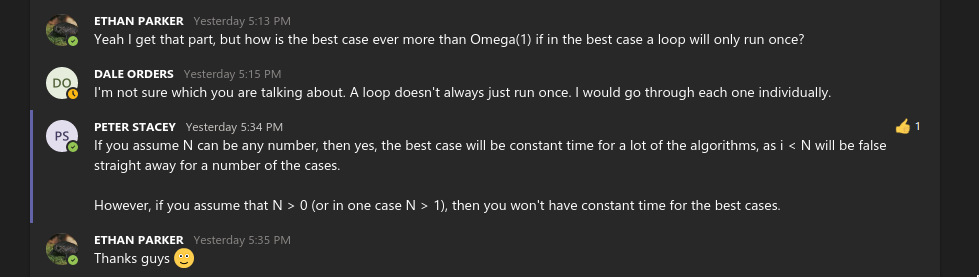 ETHAN PARKER Yesterday 5:13 PM
Yeah I get that part, but how is the best case ever more than Omega(1) if in the best case a loop will only run once?
DO
DALE ORDERS Yesterday 5:15 PM
I'm not sure which you are talking about. A loop doesn't always just run once. I would go through each one individually.
PS
PETER STACEY Yesterday 5:34 PM
👍 1
If you assume N can be any number, then yes, the best case will be constant time for a lot of the algorithms, as i < N will be false
straight away for a number of the cases.
However, if you assume that N > 0 (or in one case N > 1), then you won't have constant time for the best cases.
ETHAN PARKER Yesterday 5:35 PM
Thanks guys 🙂